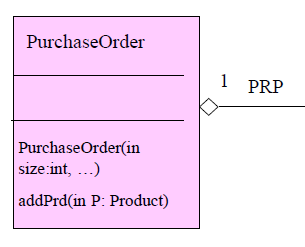 PurchaseOrder
1
PRP
PurchaseOrder(in
size:int, …)
addPrd(in P: Product)